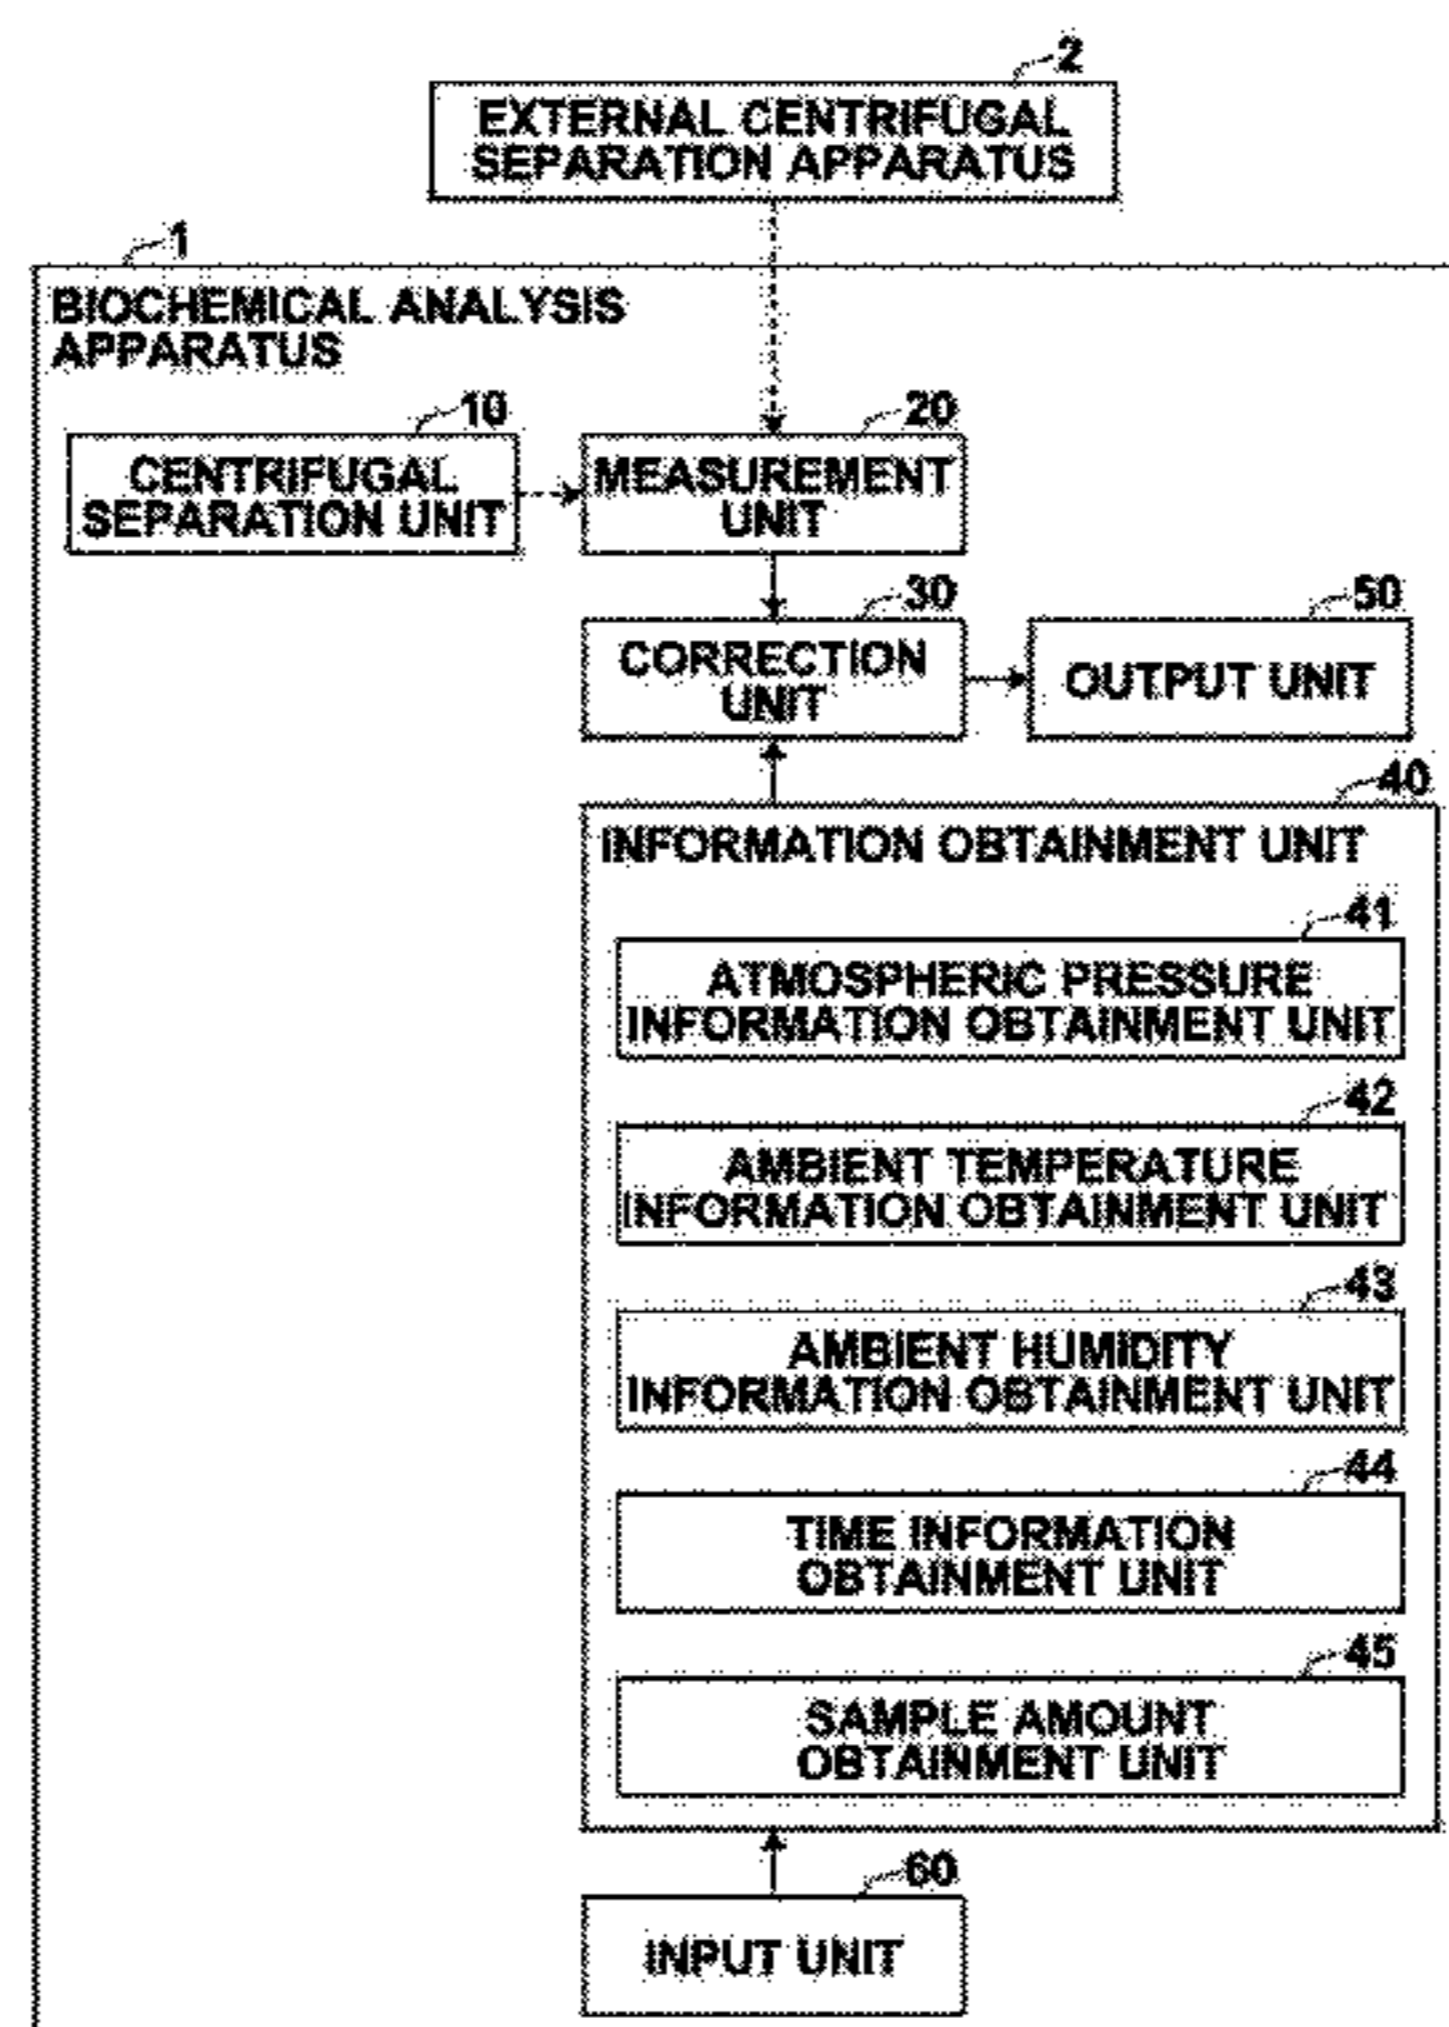 2
EXTERNAL CENTRIFUGAL
SEPARATION APPARATUS
1
BIOCHEMICAL ANALYSIS
APPARATUS
10
CENTRIFUGAL
SEPARATION UNIT
20
MEASUREMENT
UNIT
30
CORRECTION
UNIT
50
OUTPUT UNIT
40
INFORMATION OBTAINMENT UNIT
41
ATMOSPHERIC PRESSURE
INFORMATION OBTAINMENT UNIT
42
AMBIENT TEMPERATURE
INFORMATION OBTAINMENT UNIT
43
AMBIENT HUMIDITY
INFORMATION OBTAINMENT UNIT
44
TIME INFORMATION
OBTAINMENT UNIT
45
SAMPLE AMOUNT
OBTAINMENT UNIT
60
INPUT UNIT